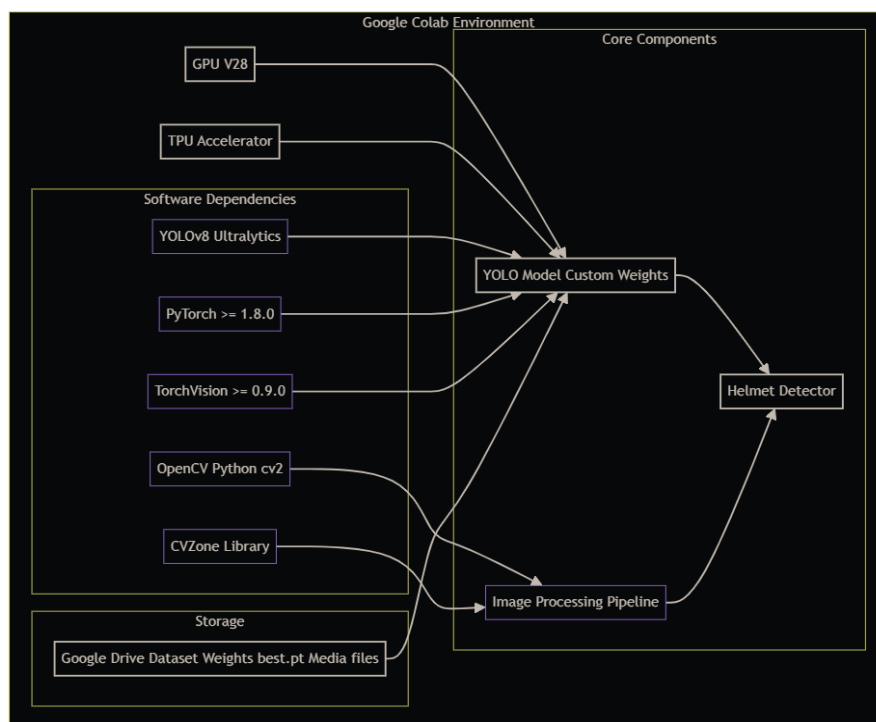 Google Colab Environment
Core Components
GPU V28
TPU Accelerator
Software Dependencies
YOLOv8 Ultralytics
PyTorch >= 1.8.0
TorchVision >= 0.9.0
OpenCV Python cv2
CVZone Library
Storage
Google Drive Dataset Weights best.pt Media files
YOLO Model Custom Weights
Helmet Detector
Image Processing Pipeline